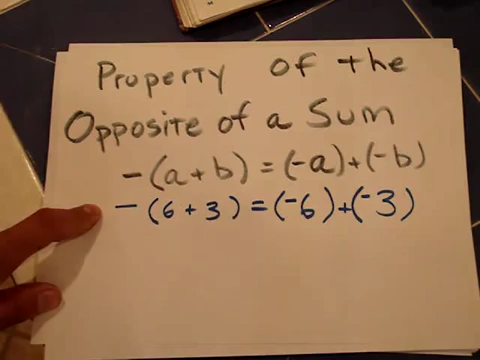 Property of the
Opposite of a Sum
-(a+b)=(-a)+(-b)
-(6+3)=(-6)+(-3)